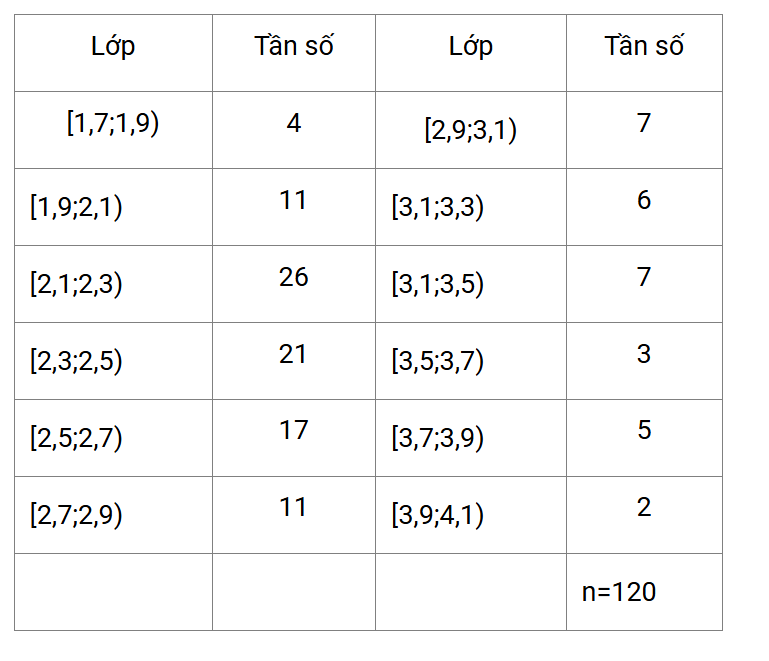 Lớp Tần số Lớp Tần số
[1,7;1,9) 4 [2,9;3,1) 7
[1,9;2,1) 11 [3,1;3,3) 6
[2,1;2,3) 26 [3,1;3,5) 7
[2,3;2,5) 21 [3,5;3,7) 3
[2,5;2,7) 17 [3,7;3,9) 5
[2,7;2,9) 11 [3,9;4,1) 2
n=120